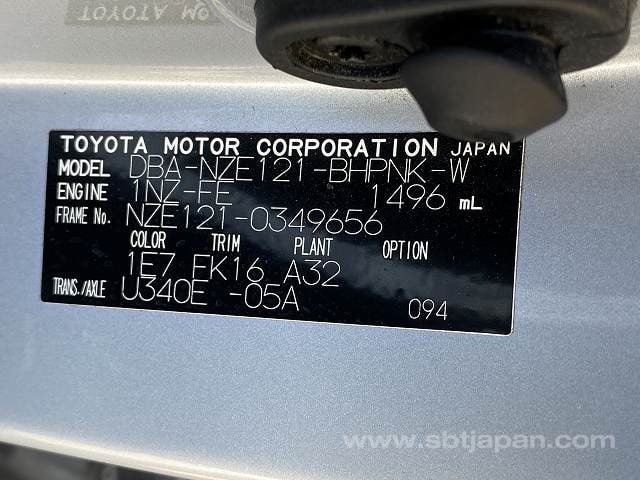 TOYOTA MOTOR CORPORATION JAPAN
MODEL DBA-NZE121-BHPNK-W
ENGINE 1NZ-FE 1496 mL
FRAME No. NZE121-0349656
COLOR TRIM PLANT OPTION
1E7 FK16 A32
TRANS./AXLE U340E -05A 094
www.sbtjapan.com